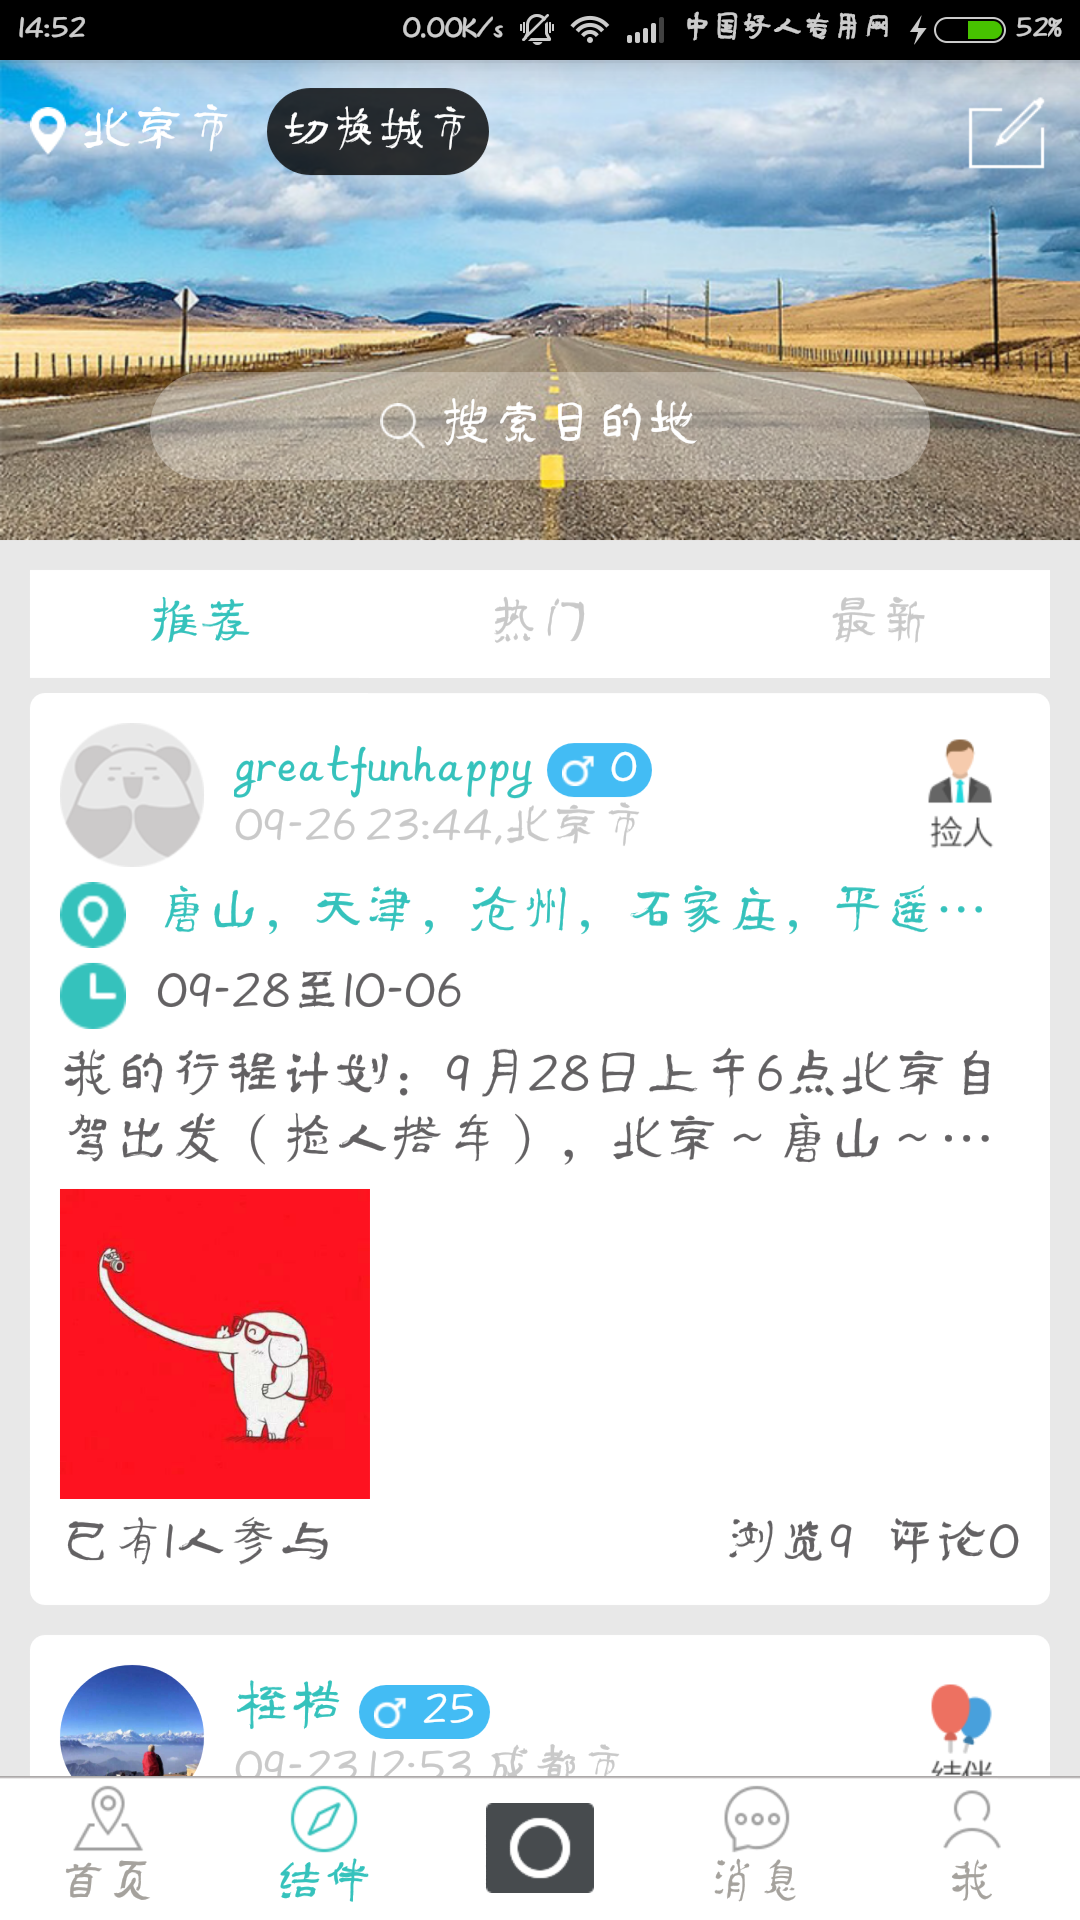 14:52 0.00K/s 中国好人专用网 52%
北京市 切换城市
搜索目的地
推荐 热门 最新
greatfunhappy ♂ 0
09-26 23:44,北京市
捡人
唐山，天津，沧州，石家庄，平遥…
09-28至10-06
我的行程计划：9月28日上午6点北京自
驾出发（捡人搭车），北京～唐山～…
已有1人参与 浏览9 评论0
桎梏 ♂ 25
09-23 12:53,成都市
结伴
首页 结伴 消息 我